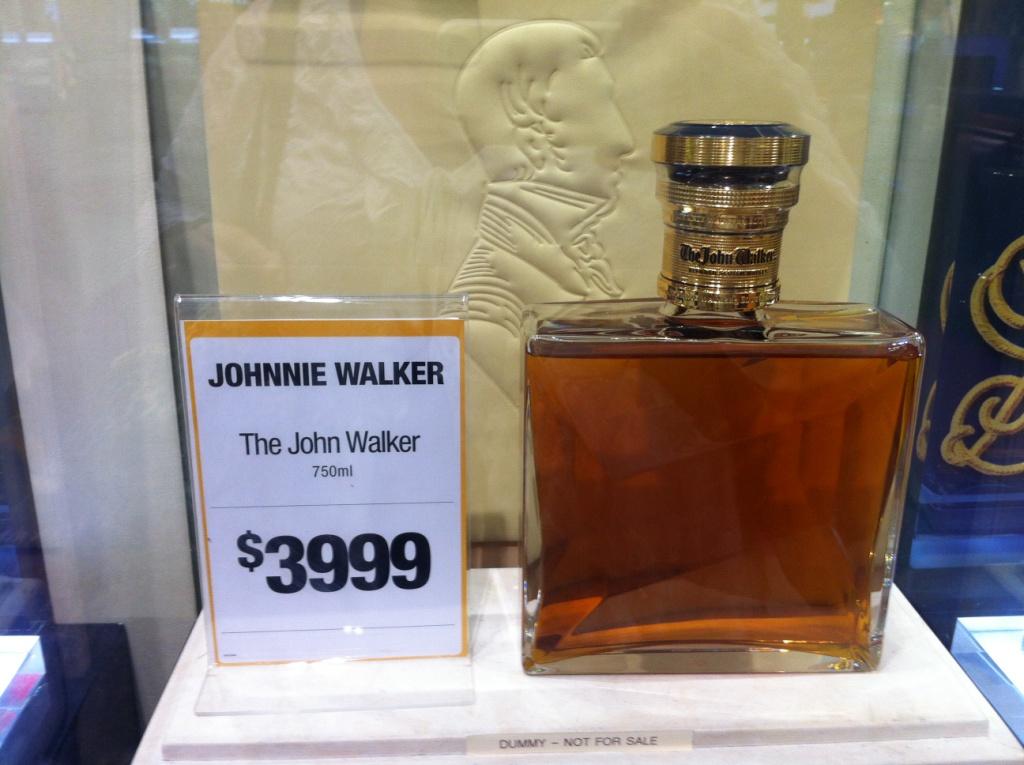 JOHNNIE WALKER
The John Walker
750ml
$3999
The John Walker
DUMMY – NOT FOR SALE